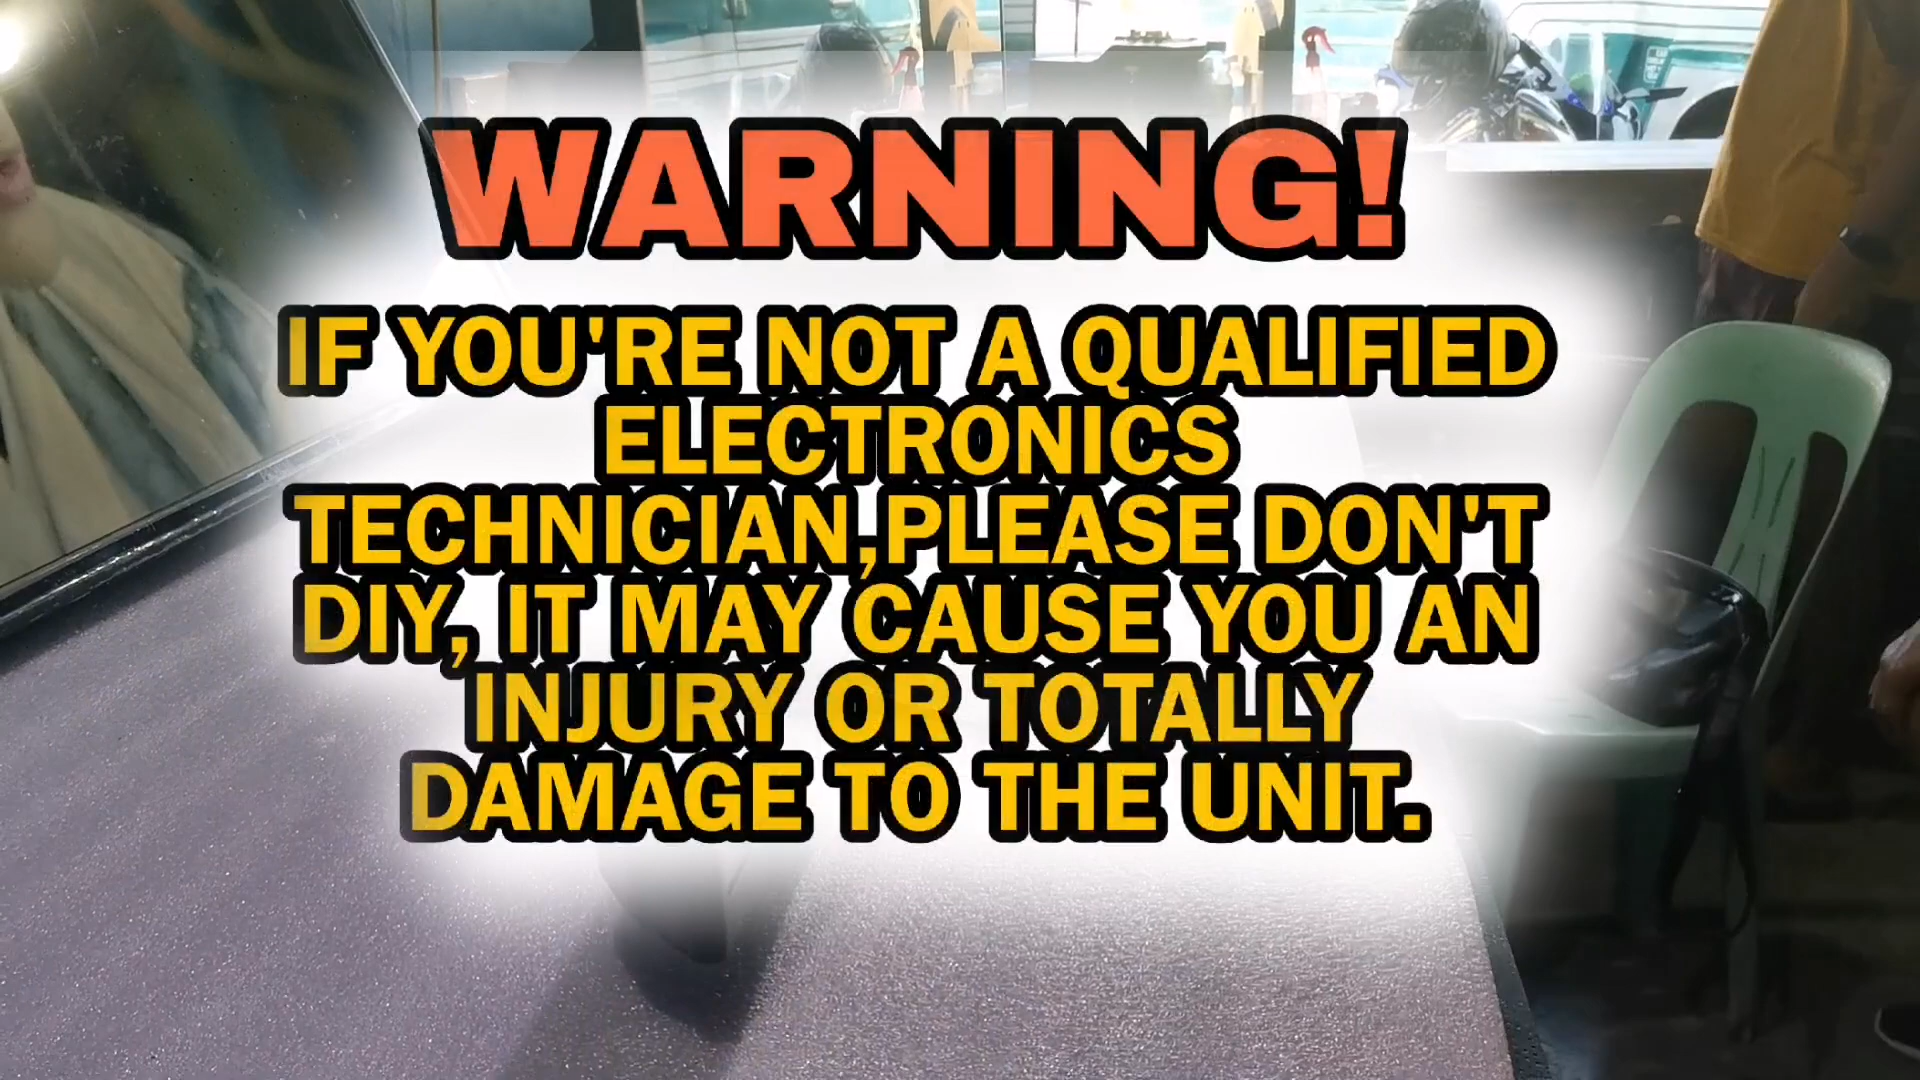 WARNING!
IF YOU'RE NOT A QUALIFIED
ELECTRONICS
TECHNICIAN,PLEASE DON'T
DIY, IT MAY CAUSE YOU AN
INJURY OR TOTALLY
DAMAGE TO THE UNIT.